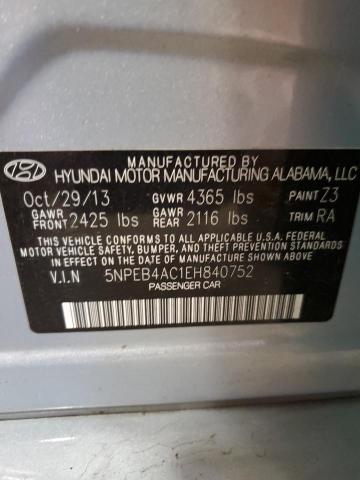 MANUFACTURED BY
HYUNDAI MOTOR MANUFACTURING ALABAMA, LLC
Oct/29/13 GVWR 4365 lbs PAINT Z3
GAWR FRONT 2425 lbs GAWR REAR 2116 lbs TRIM RA
THIS VEHICLE CONFORMS TO ALL APPLICABLE U.S.A. FEDERAL
MOTOR VEHICLE SAFETY, BUMPER, AND THEFT PREVENTION
STANDARDS IN EFFECT ON THE DATE OF MANUFACTURE SHOWN ABOVE.
V.I.N 5NPEB4AC1EH840752
PASSENGER CAR